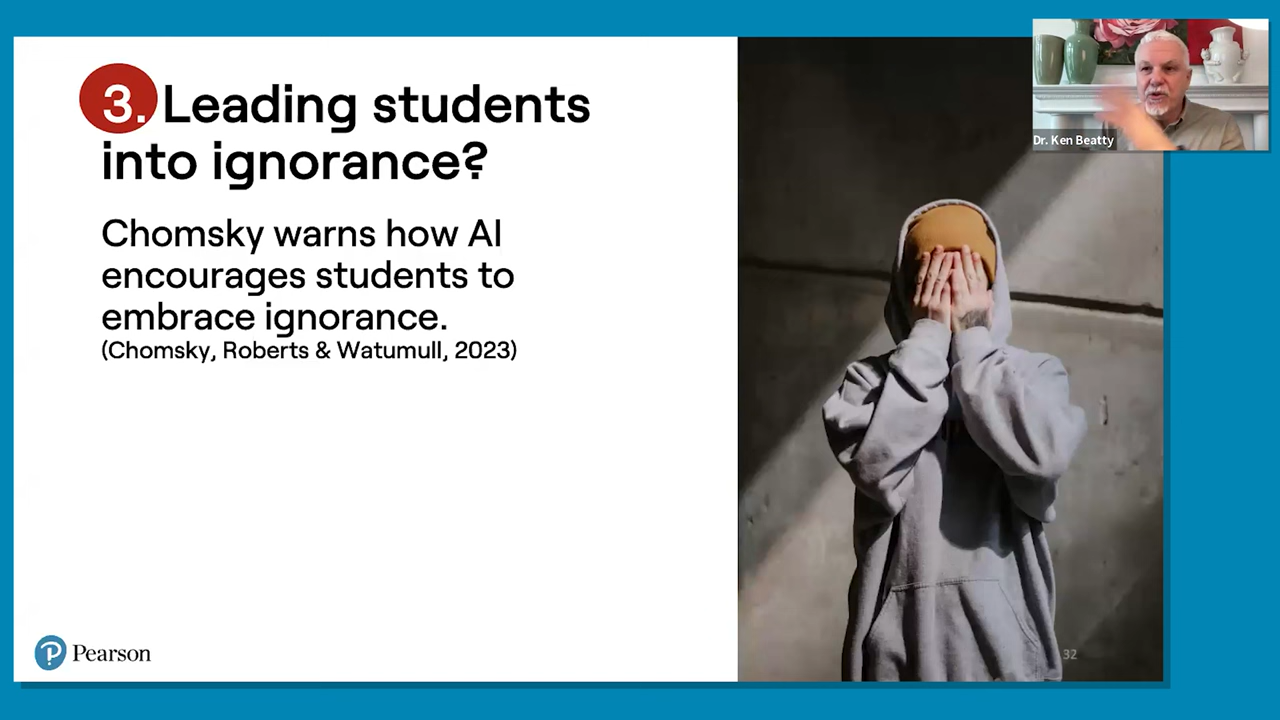 3. Leading students
into ignorance?
Chomsky warns how AI
encourages students to
embrace ignorance.
(Chomsky, Roberts & Watumull, 2023)
Pearson
32
Dr. Ken Beatty